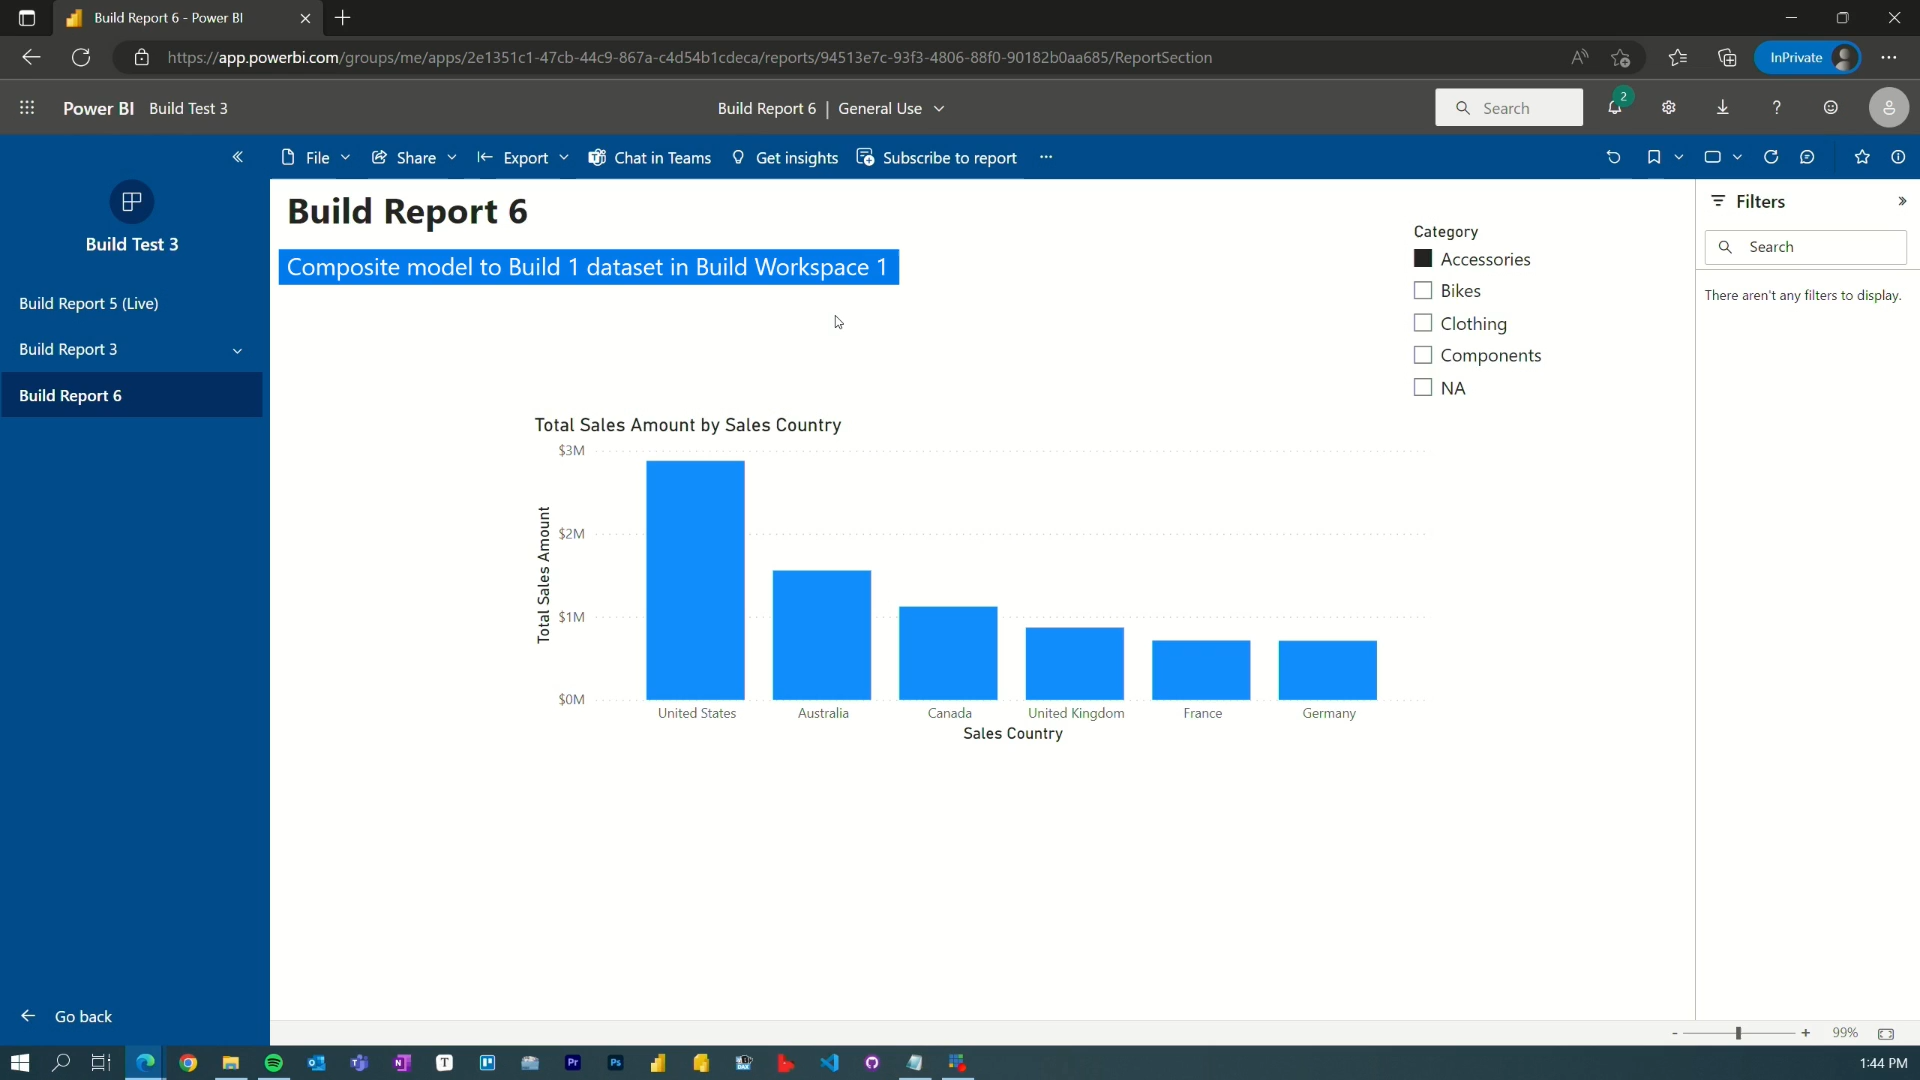 Build Report 6 - Power BI
https://app.powerbi.com/groups/me/apps/2e1351c1-47cb-44c9-867a-c4d54b1cdeca/reports/94513e7c-93f3-4806-88f0-90182b0aa685/ReportSection
InPrivate
Power BI Build Test 3
Build Report 6 | General Use
Search
2
?
File
Share
Export
Chat in Teams
Get insights
Subscribe to report
Build Test 3
Build Report 5 (Live)
Build Report 3
Build Report 6
Go back
Build Report 6
Composite model to Build 1 dataset in Build Workspace 1
Category
Accessories
Bikes
Clothing
Components
NA
Total Sales Amount by Sales Country
$3M
$2M
$1M
$0M
Total Sales Amount
United States Australia Canada United Kingdom France Germany
Sales Country
Filters
Search
There aren't any filters to display.
- + 99%
N
T
Pr
Ps
DAX
1:44 PM